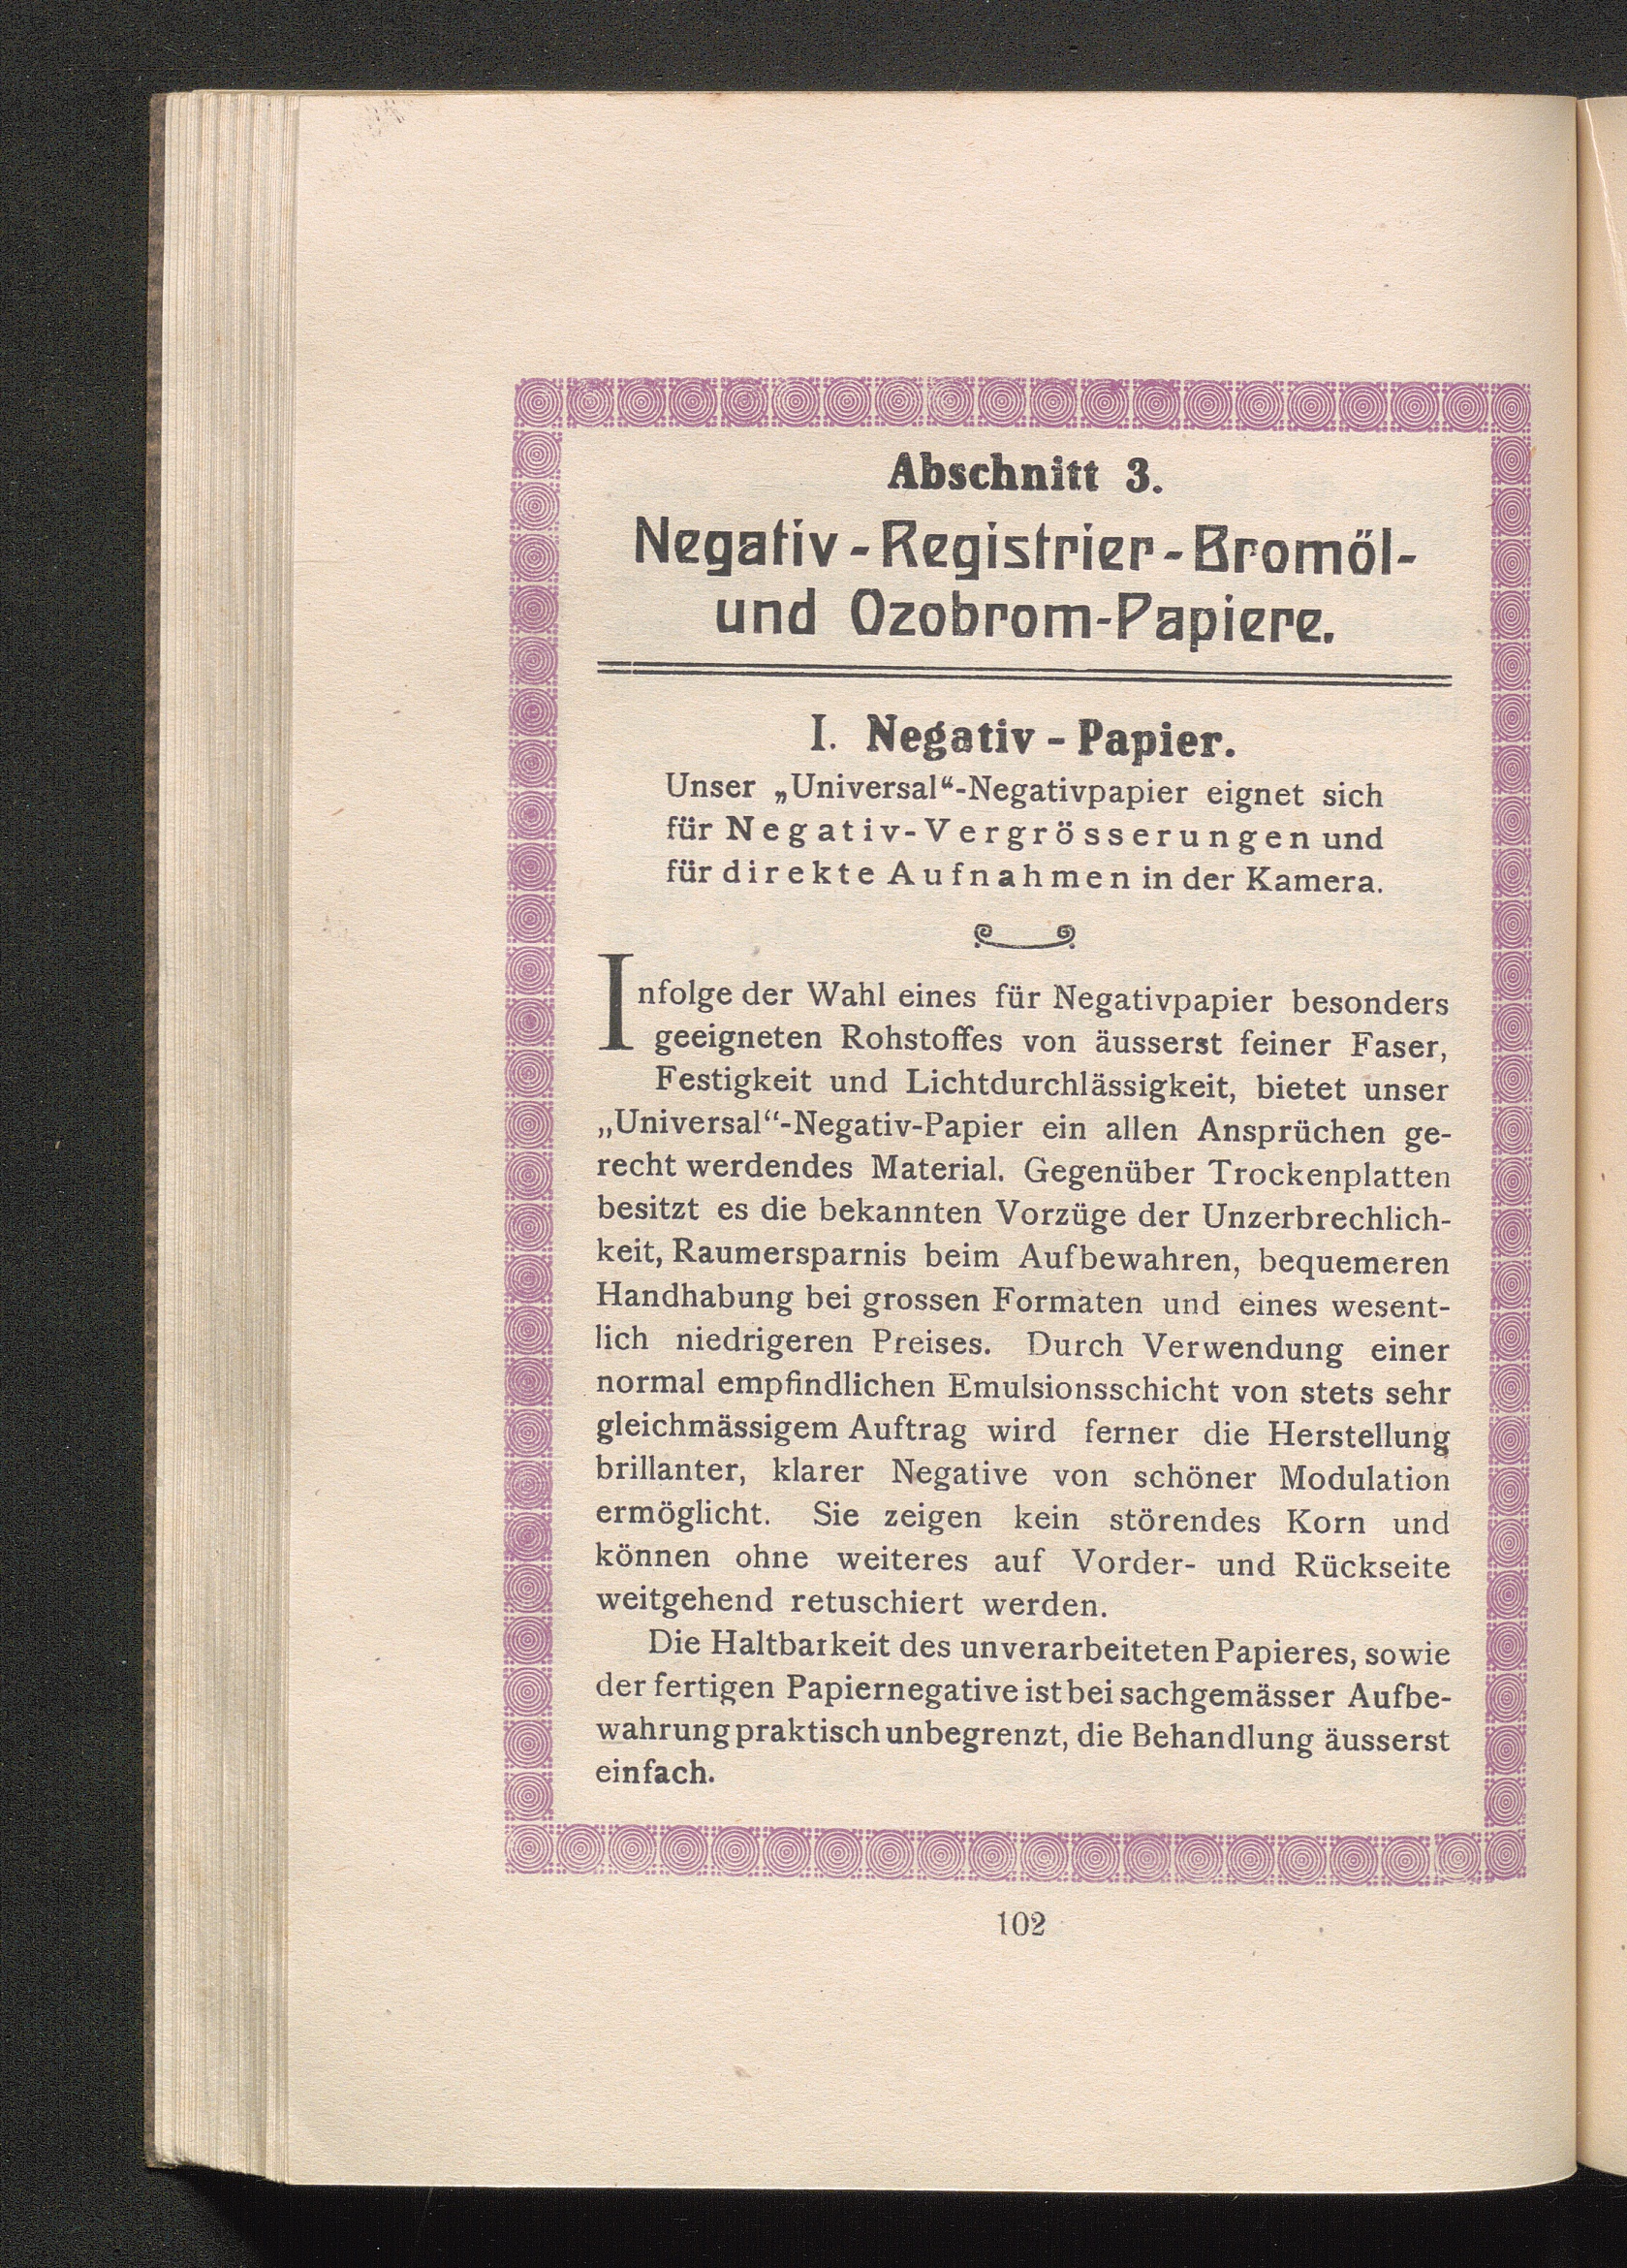 Abschnitt 3.
Negativ - Registrier - Bromöl-
und Ozobrom-Papiere.
I. Negativ - Papier.
Unser „Universal“-Negativpapier eignet sich
für Negativ-Vergrösserungen und
für direkte Aufnahmen in der Kamera.
Infolge der Wahl eines für Negativpapier besonders
geeigneten Rohstoffes von äusserst feiner Faser,
Festigkeit und Lichtdurchlässigkeit, bietet unser
„Universal“-Negativ-Papier ein allen Ansprüchen ge-
recht werdendes Material. Gegenüber Trockenplatten
besitzt es die bekannten Vorzüge der Unzerbrechlich-
keit, Raumersparnis beim Aufbewahren, bequemeren
Handhabung bei grossen Formaten und eines wesent-
lich niedrigeren Preises. Durch Verwendung einer
normal empfindlichen Emulsionsschicht von stets sehr
gleichmässigem Auftrag wird ferner die Herstellung
brillanter, klarer Negative von schöner Modulation
ermöglicht. Sie zeigen kein störendes Korn und
können ohne weiteres auf Vorder- und Rückseite
weitgehend retuschiert werden.
Die Haltbarkeit des unverarbeiteten Papieres, sowie
der fertigen Papiernegative ist bei sachgemässer Aufbe-
wahrung praktisch unbegrenzt, die Behandlung äusserst
einfach.
102